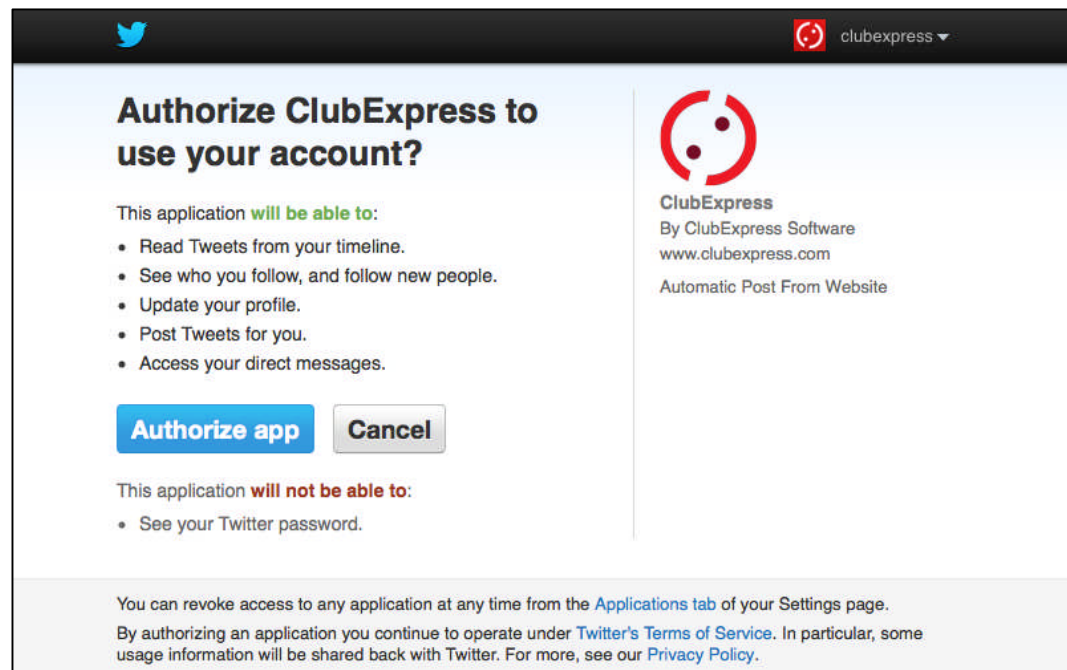 clubexpress
Authorize ClubExpress to
use your account?
This application will be able to:
• Read Tweets from your timeline.
• See who you follow, and follow new people.
• Update your profile.
• Post Tweets for you.
• Access your direct messages.
Authorize app
Cancel
This application will not be able to:
• See your Twitter password.
ClubExpress
By ClubExpress Software
www.clubexpress.com
Automatic Post From Website
You can revoke access to any application at any time from the Applications tab of your Settings page.
By authorizing an application you continue to operate under Twitter's Terms of Service. In particular, some
usage information will be shared back with Twitter. For more, see our Privacy Policy.